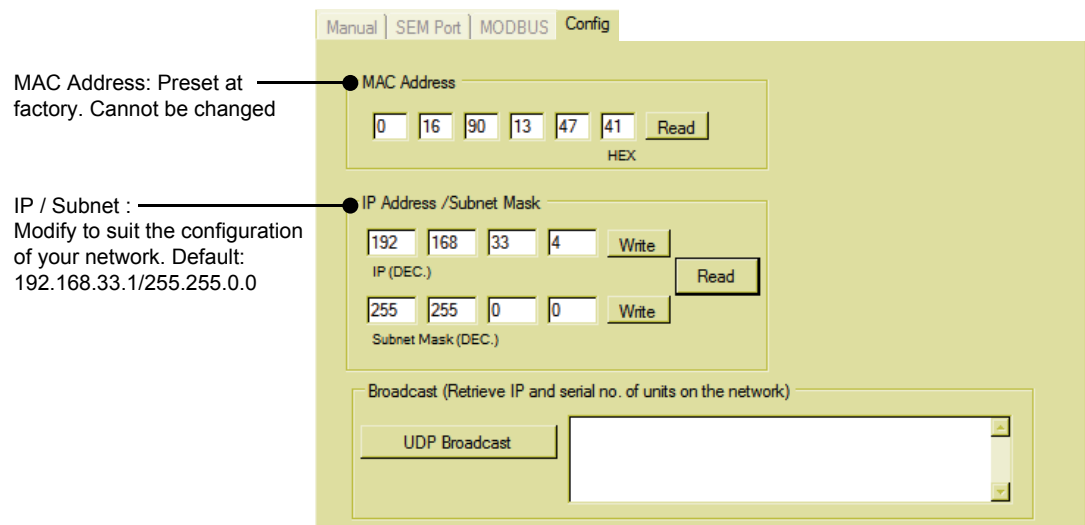 Manual SEM Port MODBUS Config
MAC Address: Preset at
factory. Cannot be changed
MAC Address
0 16 90 13 47 41 Read
HEX
IP / Subnet :
Modify to suit the configuration
of your network. Default:
192.168.33.1/255.255.0.0
IP Address /Subnet Mask
192 168 33 4 Write
IP (DEC.)
Read
255 255 0 0 Write
Subnet Mask (DEC.)
Broadcast (Retrieve IP and serial no. of units on the network)
UDP Broadcast